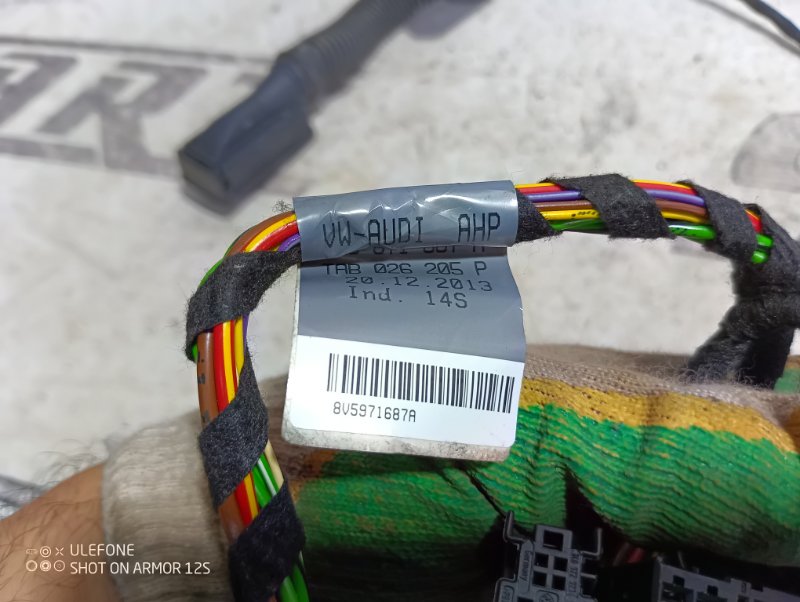 VW-AUDI AHP
TAB 026 205 P
20.12.2013
Ind. 14S
8V5971687A
ULEFONE
SHOT ON ARMOR 12S